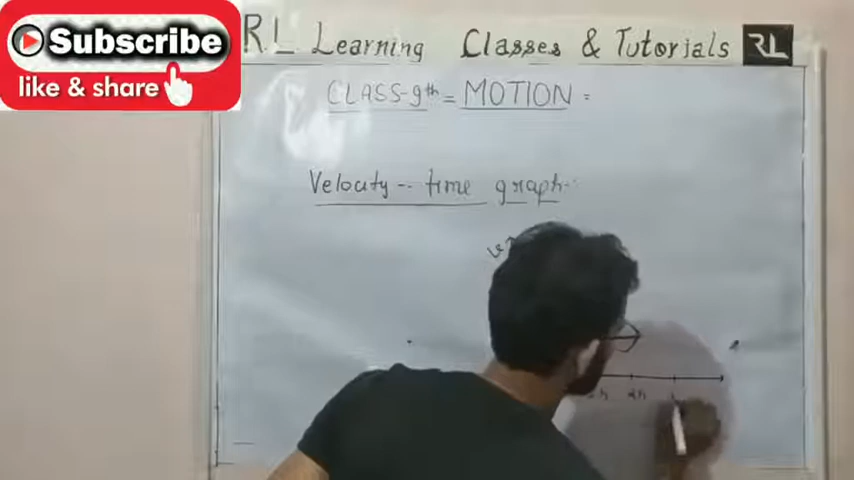 Subscribe
like & share
RL Learning Classes & Tutorials RL
CLASS-9th = MOTION =
Velocity -- time graph-